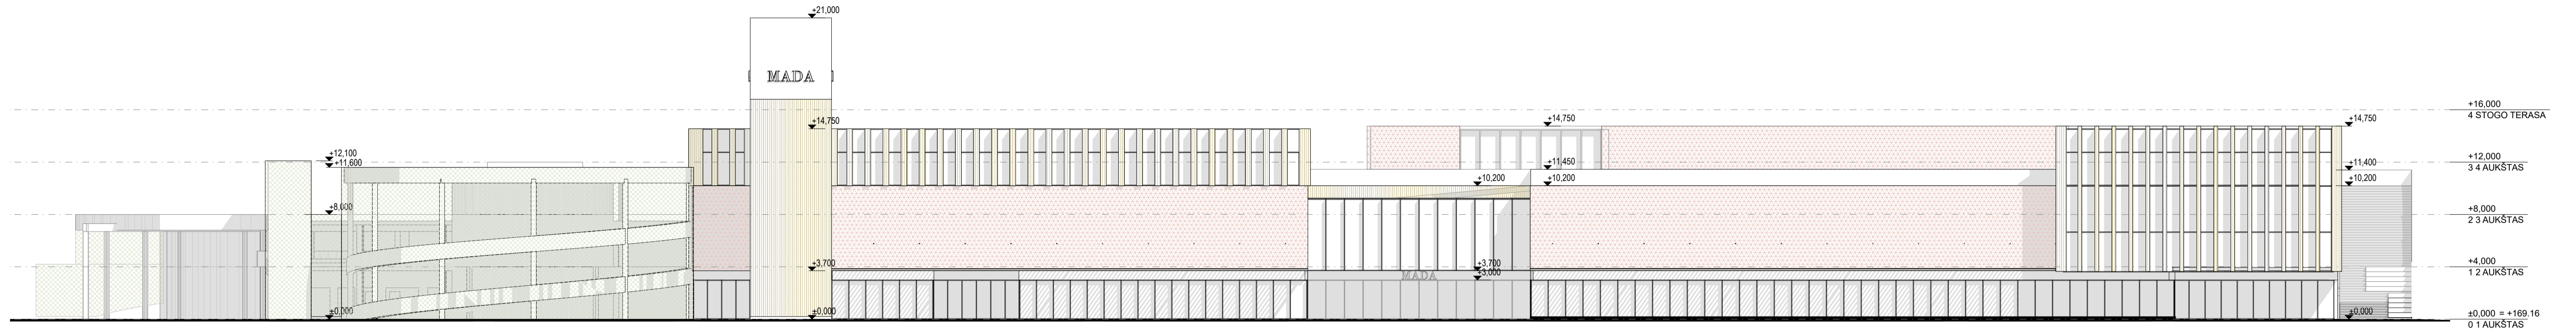 +21,000
MADA
+16,000
4 STOGO TERASA
+14,750
+14,750
+14,750
+12,100
+11,600
+11,450
+11,400
+12,000
3 4 AUKŠTAS
+10,200
+10,200
+10,200
+8,000
+8,000
2 3 AUKŠTAS
+3,700
+3,700
MADA
+3,000
+4,000
1 2 AUKŠTAS
±0,000
±0,000
±0,000
±0,000 = +169.16
0 1 AUKŠTAS